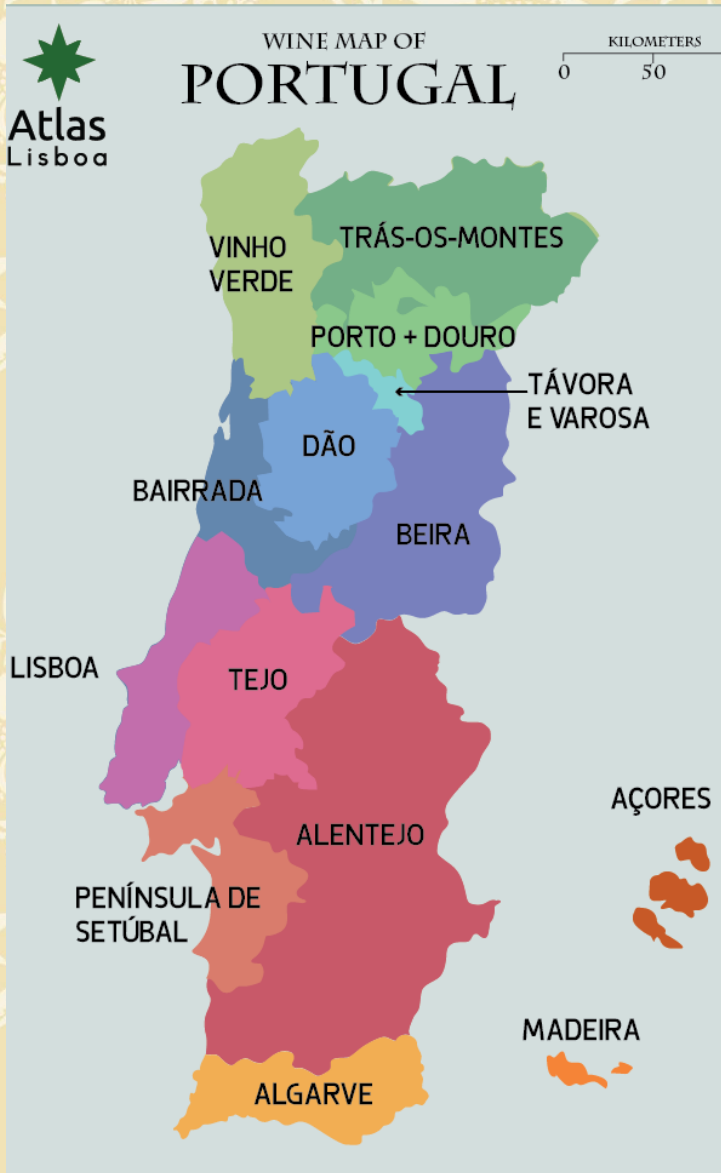 Atlas
Lisboa
WINE MAP OF
PORTUGAL
KILOMETERS
0 50
VINHO
VERDE
TRÁS-OS-MONTES
PORTO + DOURO
TÁVORA
E VAROSA
DÃO
BAIRRADA
BEIRA
LISBOA
TEJO
AÇORES
ALENTEJO
PENÍNSULA DE
SETÚBAL
MADEIRA
ALGARVE